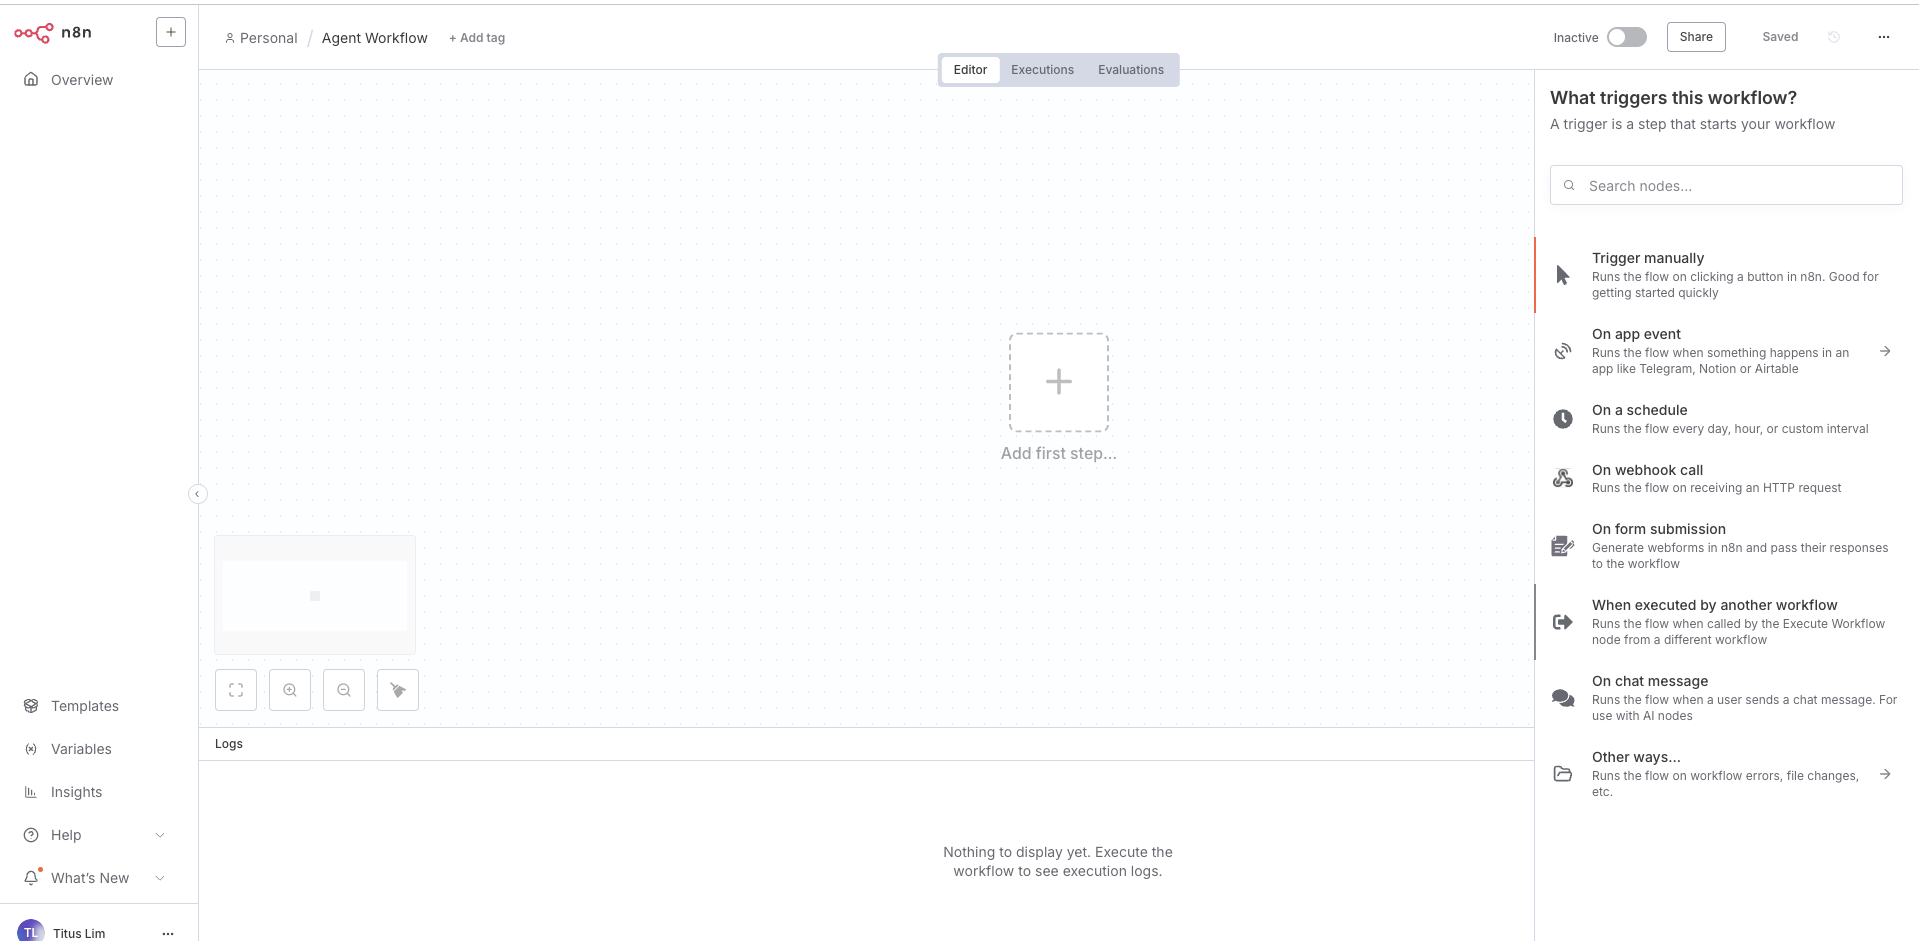 n8n
+
Overview
Personal / Agent Workflow + Add tag
Inactive
Share
Saved
Editor Executions Evaluations
What triggers this workflow?
A trigger is a step that starts your workflow
Search nodes...
Trigger manually
Runs the flow on clicking a button in n8n. Good for
getting started quickly
On app event
Runs the flow when something happens in an
app like Telegram, Notion or Airtable
On a schedule
Runs the flow every day, hour, or custom interval
On webhook call
Runs the flow on receiving an HTTP request
On form submission
Generate webforms in n8n and pass their responses
to the workflow
When executed by another workflow
Runs the flow when called by the Execute Workflow
node from a different workflow
On chat message
Runs the flow when a user sends a chat message. For
use with AI nodes
Other ways...
Runs the flow on workflow errors, file changes,
etc.
Add first step...
Logs
Nothing to display yet. Execute the
workflow to see execution logs.
Templates
Variables
Insights
Help
What's New
TL Titus Lim